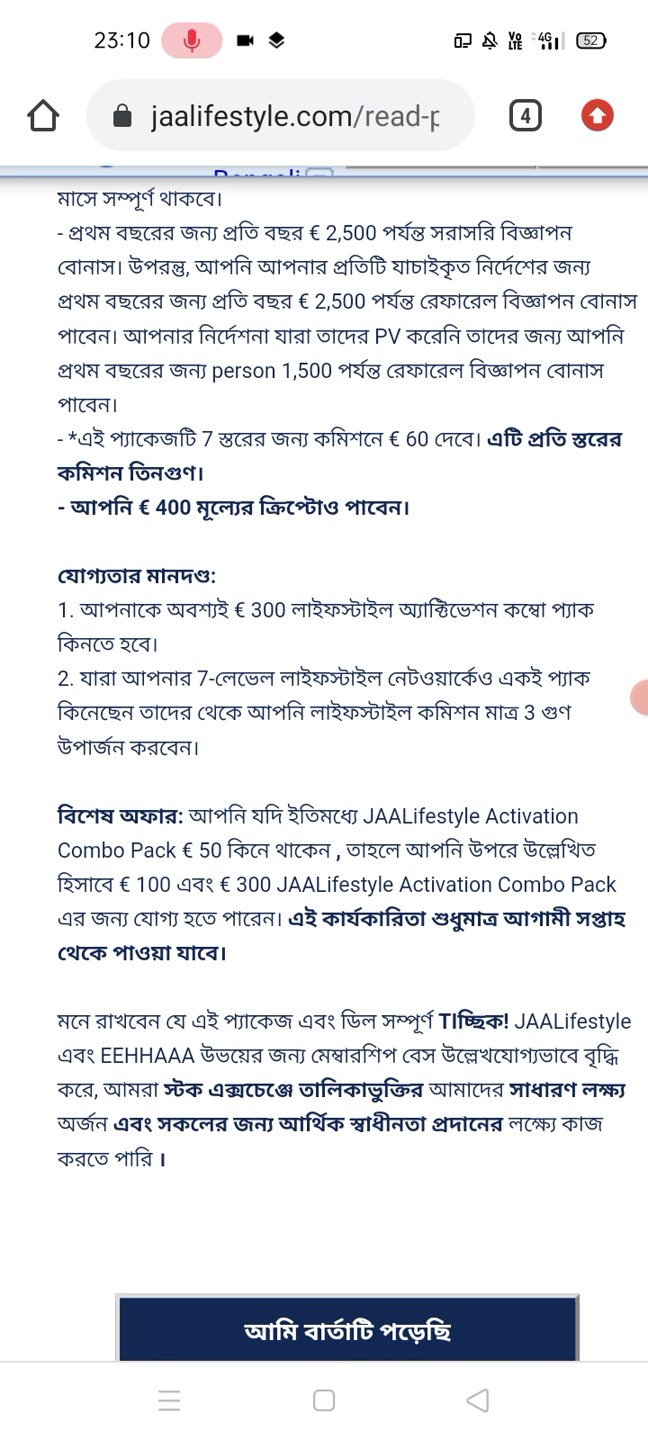 23:10
VoLTE 4G 52
jaalifestyle.com/read-p
4
মাসে সম্পূর্ণ থাকবে।
- প্রথম বছরের জন্য প্রতি বছর € 2,500 পর্যন্ত সরাসরি বিজ্ঞাপন
বোনাস। উপরন্তু, আপনি আপনার প্রতিটি যাচাইকৃত নির্দেশের জন্য
প্রথম বছরের জন্য প্রতি বছর € 2,500 পর্যন্ত রেফারেল বিজ্ঞাপন বোনাস
পাবেন। আপনার নির্দেশনা যারা তাদের PV করেনি তাদের জন্য আপনি
প্রথম বছরের জন্য person 1,500 পর্যন্ত রেফারেল বিজ্ঞাপন বোনাস
পাবেন।
- *এই প্যাকেজটি 7 স্তরের জন্য কমিশনে € 60 দেবে। এটি প্রতি স্তরের
কমিশন তিনগুণ।
- আপনি € 400 মূল্যের ক্রিপ্টোও পাবেন।
যোগ্যতার মানদণ্ড:
1. আপনাকে অবশ্যই € 300 লাইফস্টাইল অ্যাক্টিভেশন কম্বো প্যাক
কিনতে হবে।
2. যারা আপনার 7-লেভেল লাইফস্টাইল নেটওয়ার্কেও একই প্যাক
কিনেছেন তাদের থেকে আপনি লাইফস্টাইল কমিশন মাত্র 3 গুণ
উপার্জন করবেন।
বিশেষ অফার: আপনি যদি ইতিমধ্যে JAALifestyle Activation
Combo Pack € 50 কিনে থাকেন , তাহলে আপনি উপরে উল্লেখিত
হিসাবে € 100 এবং € 300 JAALifestyle Activation Combo Pack
এর জন্য যোগ্য হতে পারেন। এই কার্যকারিতা শুধুমাত্র আগামী সপ্তাহ
থেকে পাওয়া যাবে।
মনে রাখবেন যে এই প্যাকেজ এবং ডিল সম্পূর্ণ TIচ্ছিক! JAALifestyle
এবং EEHHAAA উভয়ের জন্য মেম্বারশিপ বেস উল্লেখযোগ্যভাবে বৃদ্ধি
করে, আমরা স্টক এক্সচেঞ্জে তালিকাভুক্তির আমাদের সাধারণ লক্ষ্য
অর্জন এবং সকলের জন্য আর্থিক স্বাধীনতা প্রদানের লক্ষ্যে কাজ
করতে পারি ।
আমি বার্তাটি পড়েছি